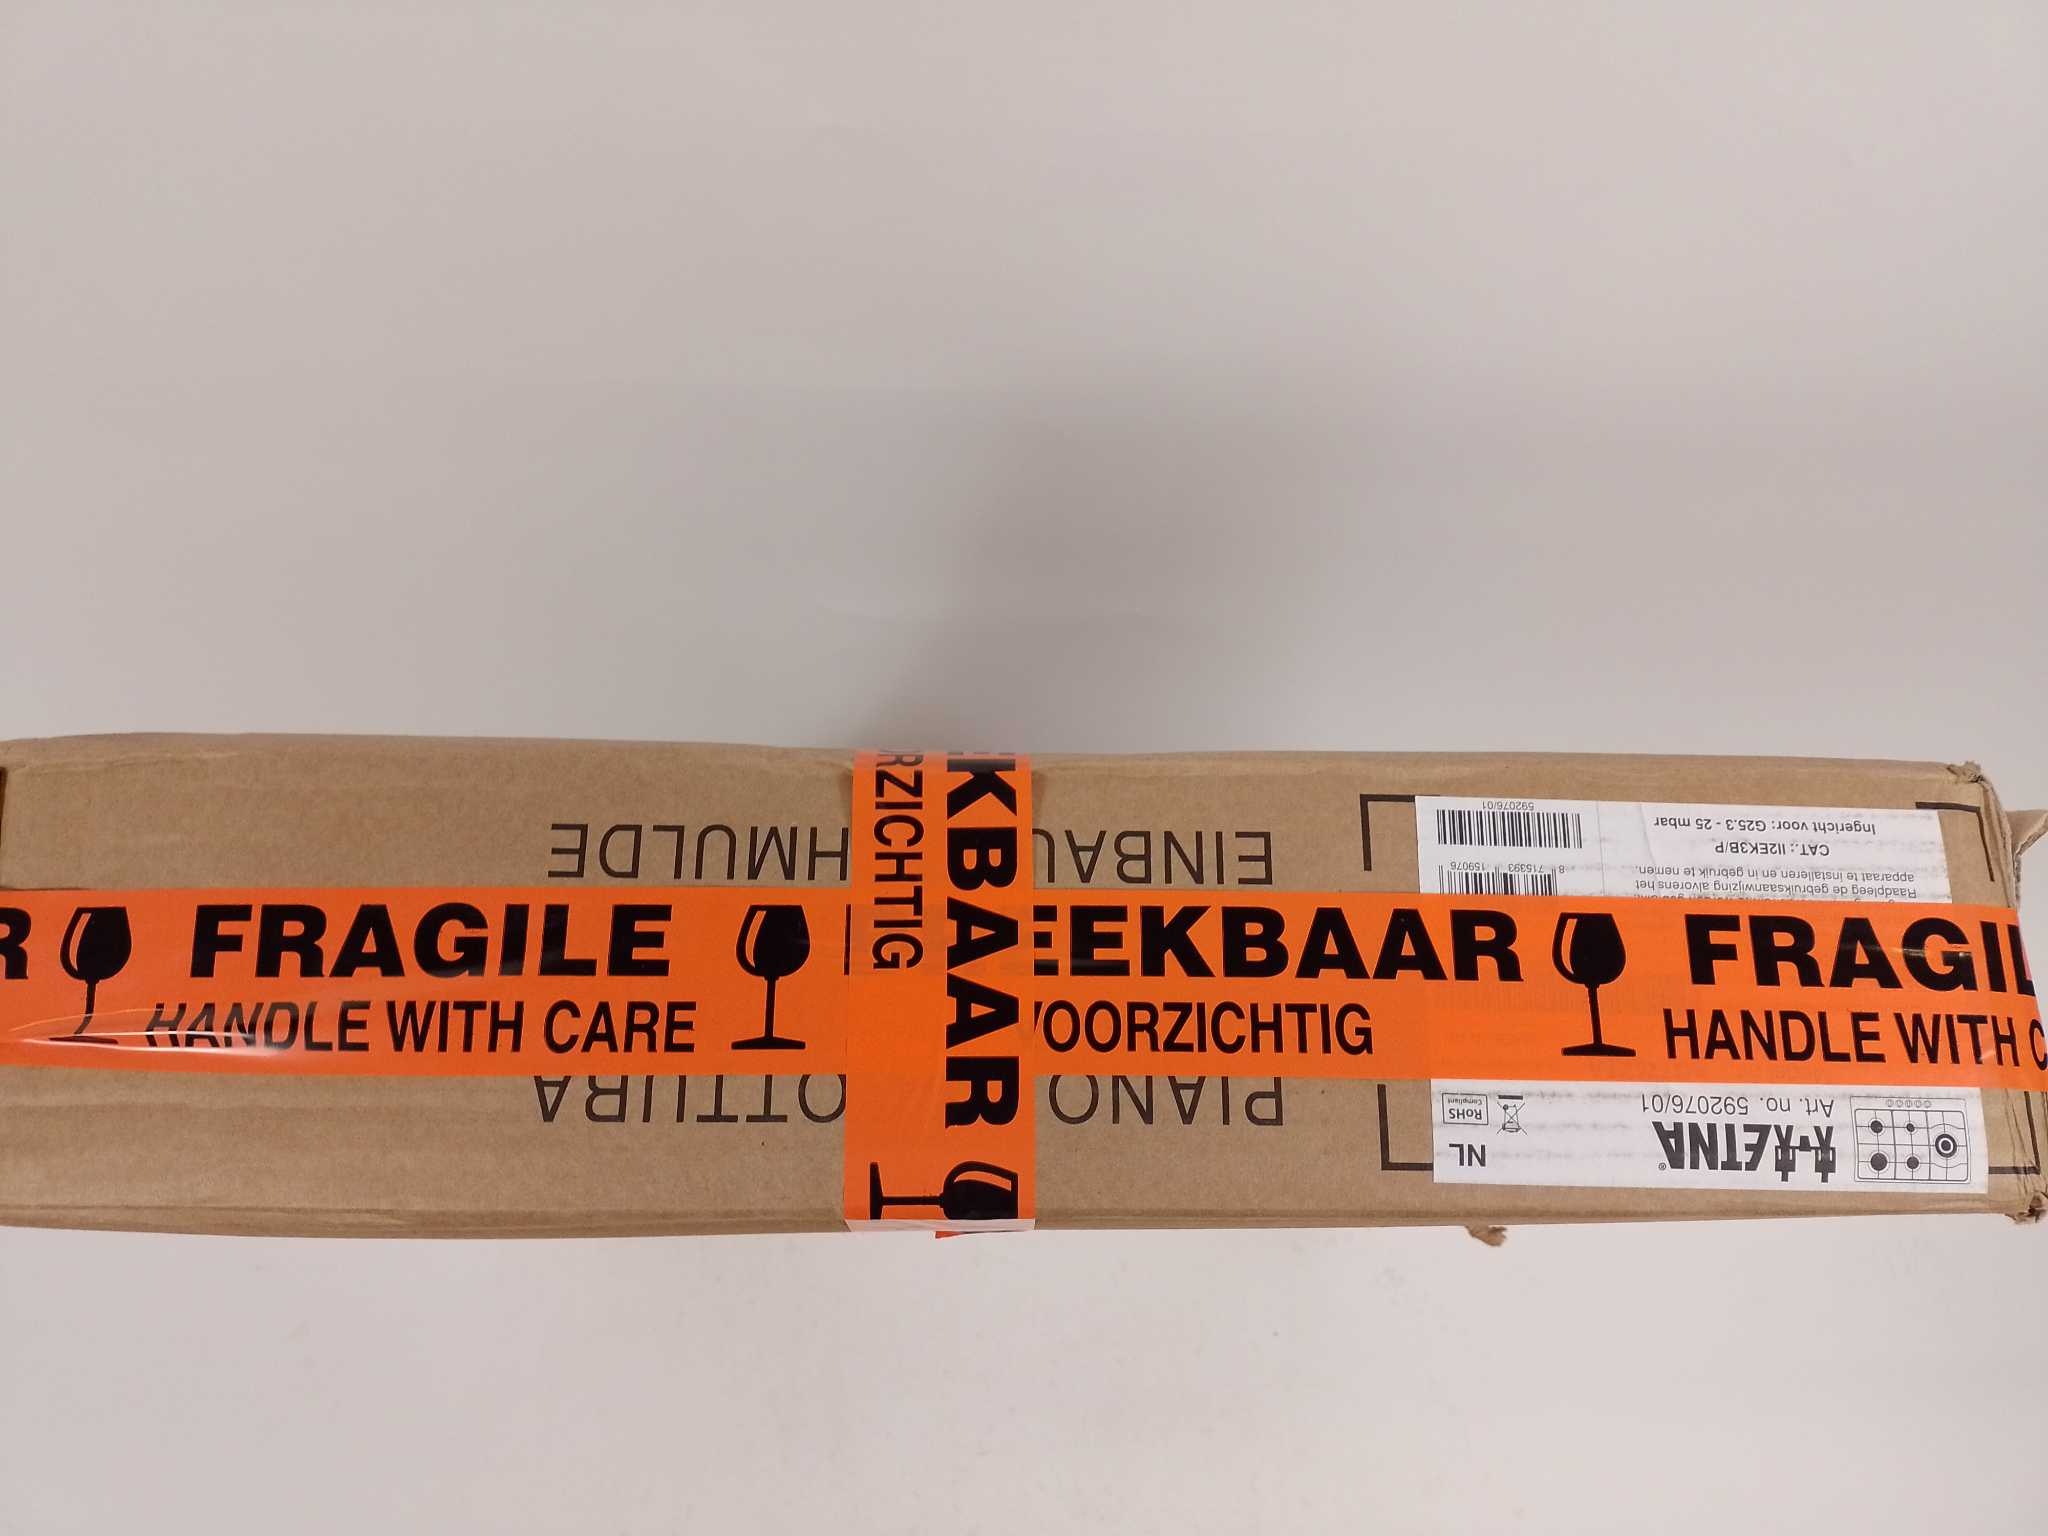 R FRAGILE EEKBAAR FRAGIL
HANDLE WITH CARE VOORZICHTIG HANDLE WITH C
KBAAR
ORZICHTIG
PIANO OTTURA
EINBAU HMULDE
ETNA®
NL
Art. no. 592076/01
RoHS
Compliant
Raadpleeg de gebruiksaanwijzing alvorens het
apparaat te installeren en in gebruik te nemen.
CAT.: II2EK3B/P
Ingericht voor: G25.3 - 25 mbar
8 715393 159076
592076/01